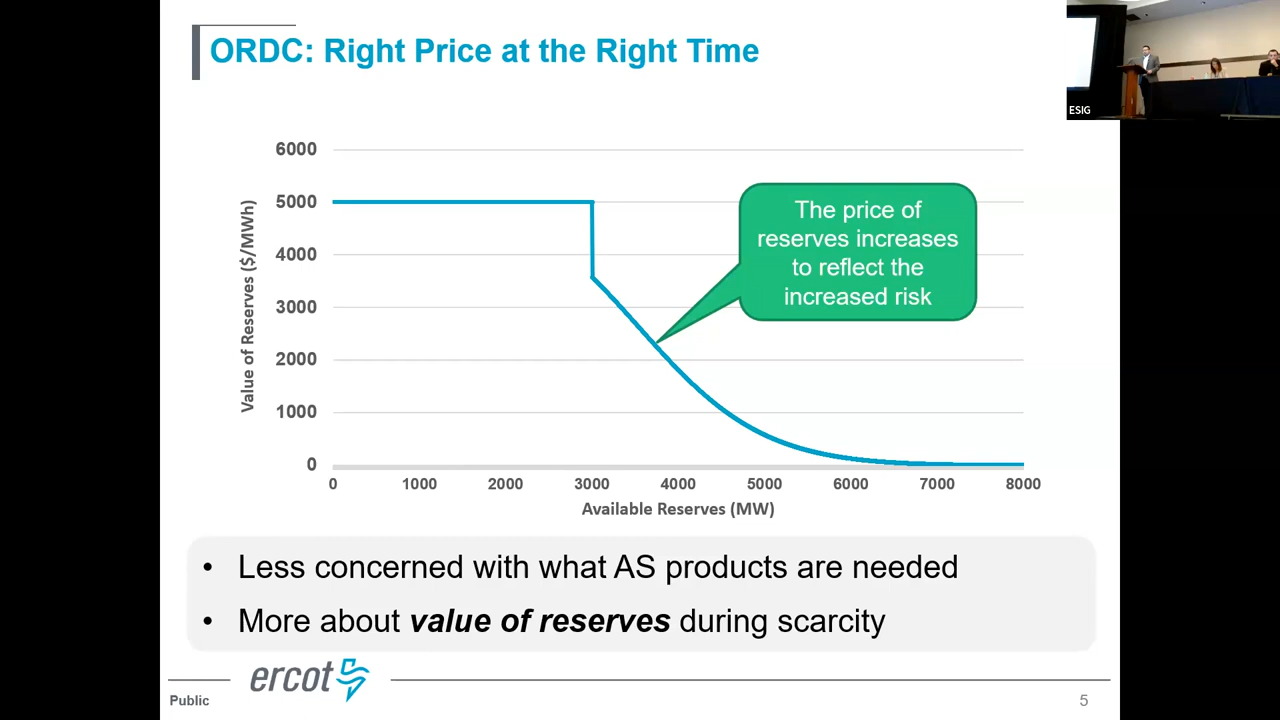 ORDC: Right Price at the Right Time
ESIG
6000
5000
4000
3000
2000
1000
0
Value of Reserves ($/MWh)
The price of
reserves increases
to reflect the
increased risk
0 1000 2000 3000 4000 5000 6000 7000 8000
Available Reserves (MW)
• Less concerned with what AS products are needed
• More about value of reserves during scarcity
ercot
Public
5